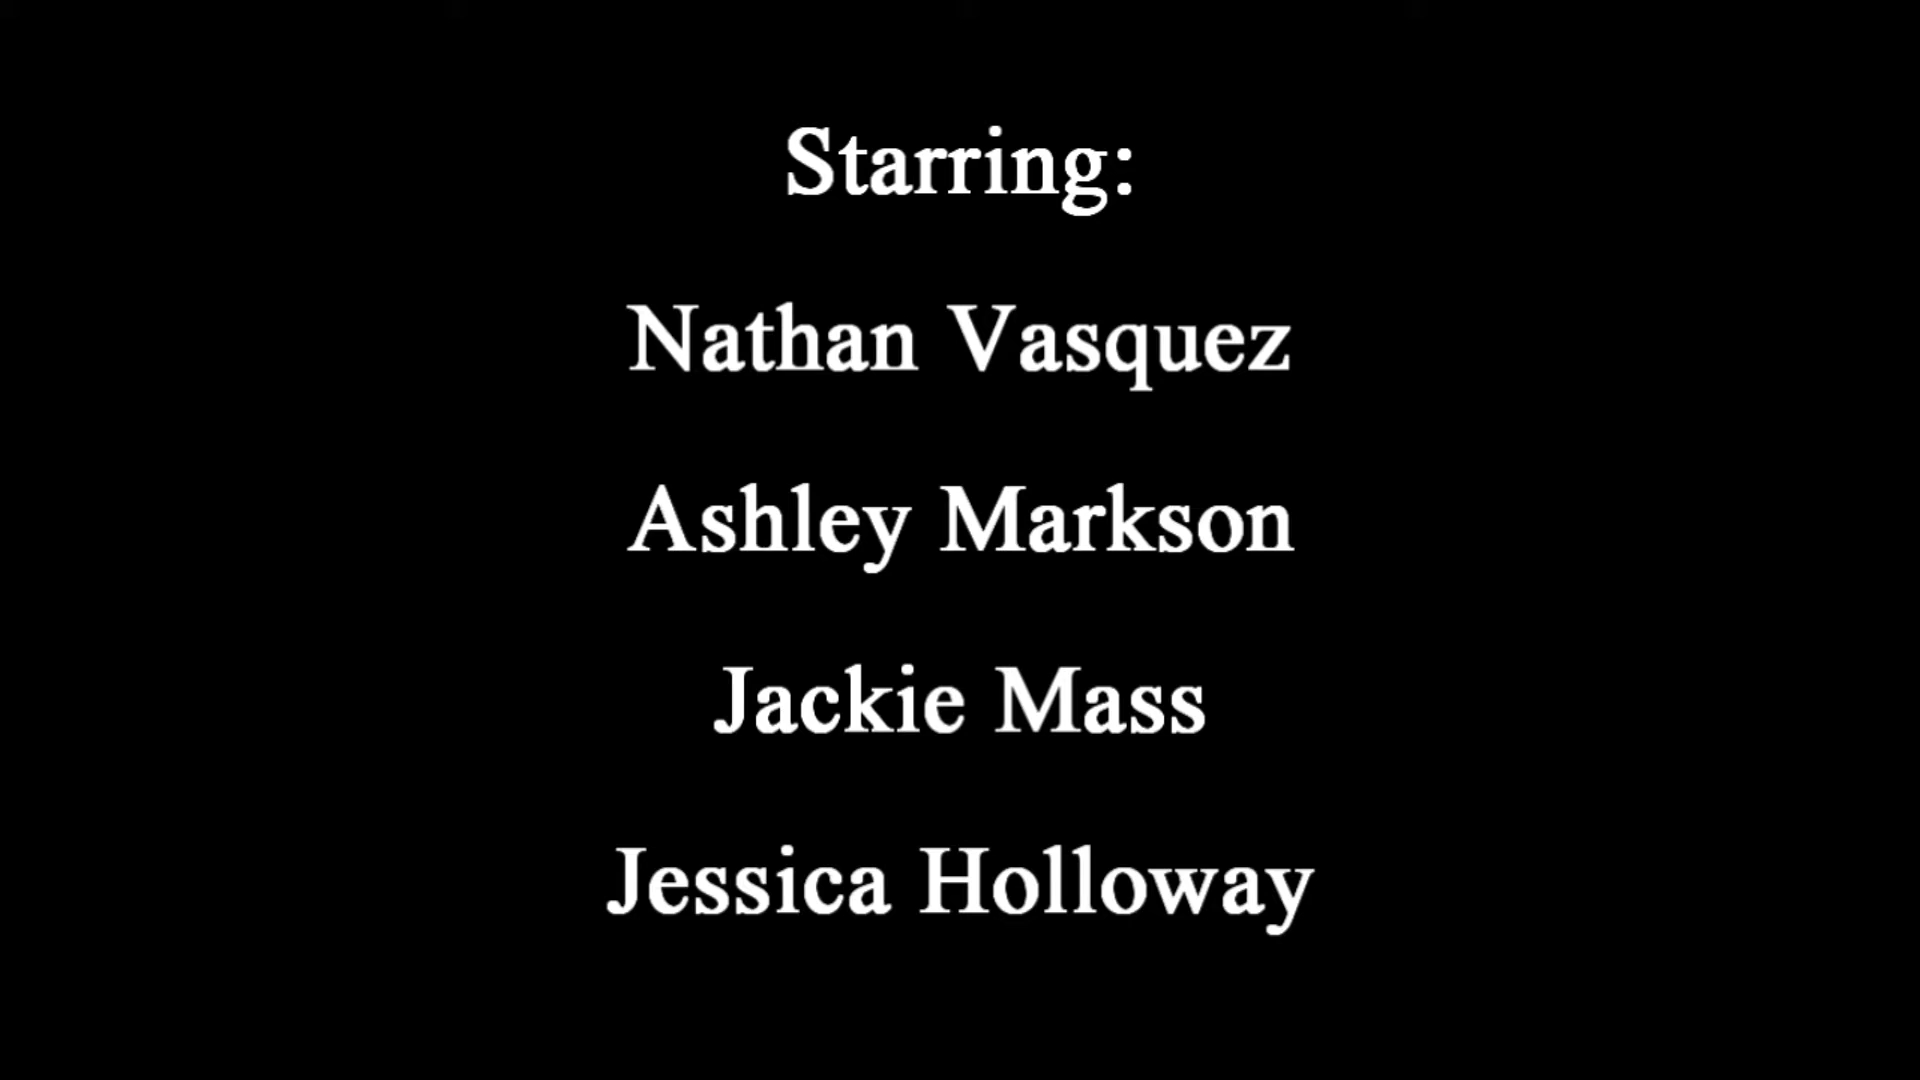 Starring:
Nathan Vasquez
Ashley Markson
Jackie Mass
Jessica Holloway